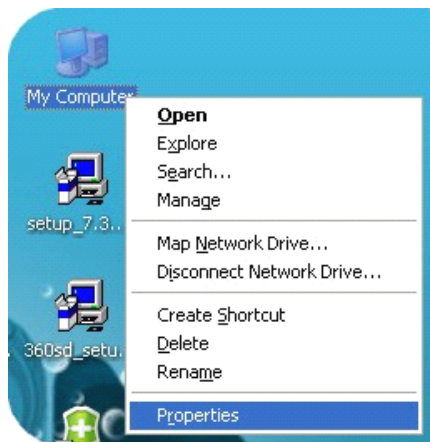 My Computer
Open
Explore
Search...
Manage
setup_7.3...
Map Network Drive...
Disconnect Network Drive...
Create Shortcut
360sd_setu.
Delete
Rename
Properties